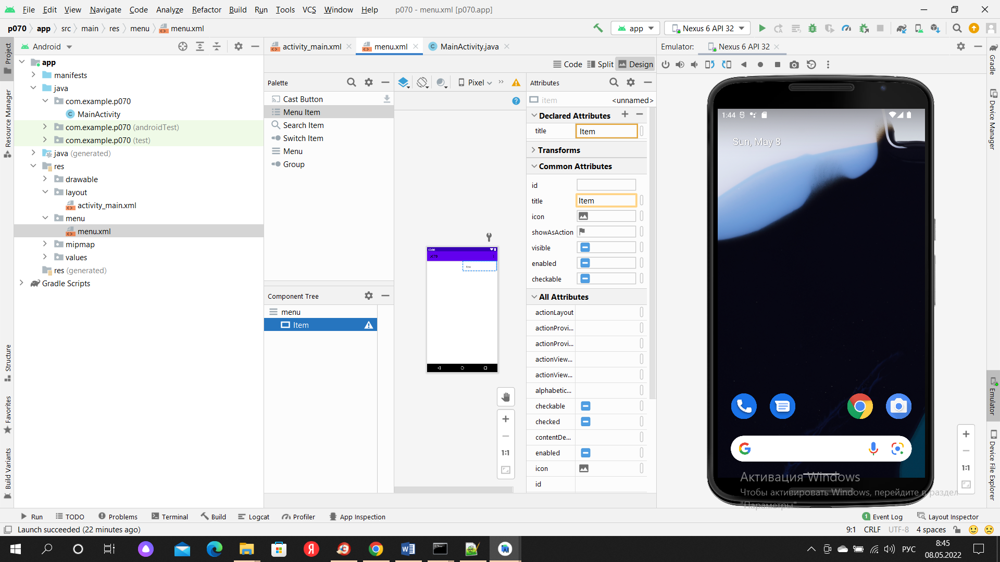 File Edit View Navigate Code Analyze Refactor Build Run Tools VCS Window Help p070 - menu.xml [p070.app]
p070 app src main res menu menu.xml app Nexus 6 API 32
Android activity_main.xml menu.xml MainActivity.java Emulator: Nexus 6 API 32
Code Split Design
Project
Resource Manager
Structure
Favorites
Build Variants
app
manifests
java
com.example.p070
MainActivity
com.example.p070 (androidTest)
com.example.p070 (test)
java (generated)
res
drawable
layout
activity_main.xml
menu
menu.xml
mipmap
values
res (generated)
Gradle Scripts
Palette
Cast Button
Menu Item
Search Item
Switch Item
Menu
Group
Component Tree
menu
Item
Pixel
12:00
p070
Item
1:1
Attributes
item <unnamed>
Declared Attributes
title Item
Transforms
Common Attributes
id
title Item
icon
showAsAction
visible
enabled
checkable
All Attributes
actionLayout
actionProvi...
actionProvi...
actionView...
actionView...
alphabetic...
checkable
checked
contentDe...
enabled
icon
id
1:44
Sun, May 8
Активация Windows
Чтобы активировать Windows, перейдите в раздел
"Параметры".
1:1
Gradle
Device Manager
Emulator
Device File Explorer
Run TODO Problems Terminal Build Logcat Profiler App Inspection 1 Event Log Layout Inspector
Launch succeeded (22 minutes ago) 9:1 CRLF UTF-8 4 spaces
РУС
8:45
08.05.2022